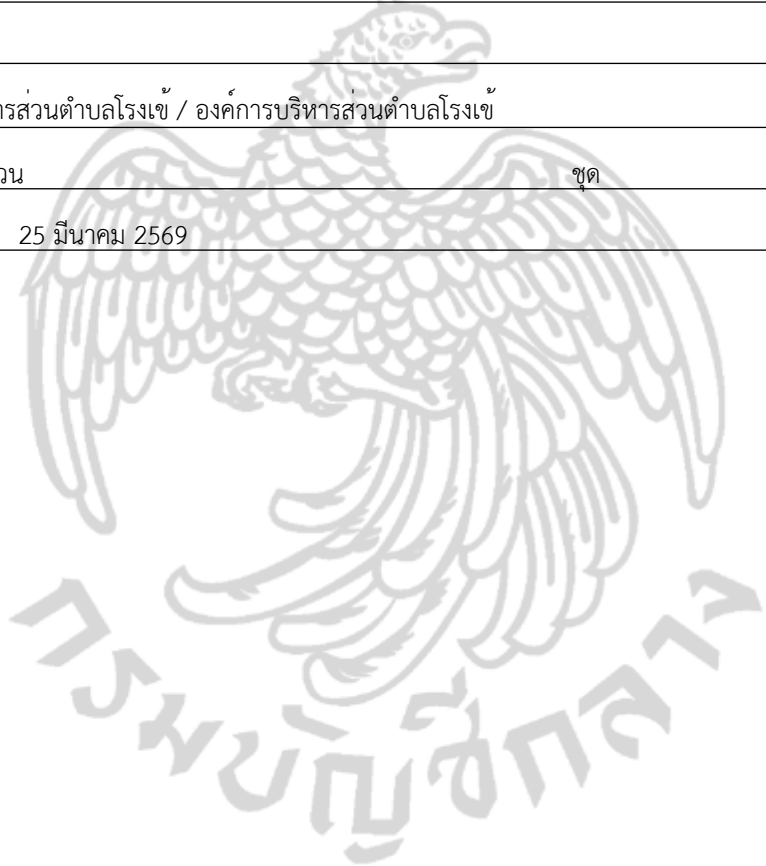 ารส่วนตำบลโรงเข้ / องค์การบริหารส่วนตำบลโรงเข้
วน ชุด
25 มีนาคม 2569
กรมบัญชีกลาง